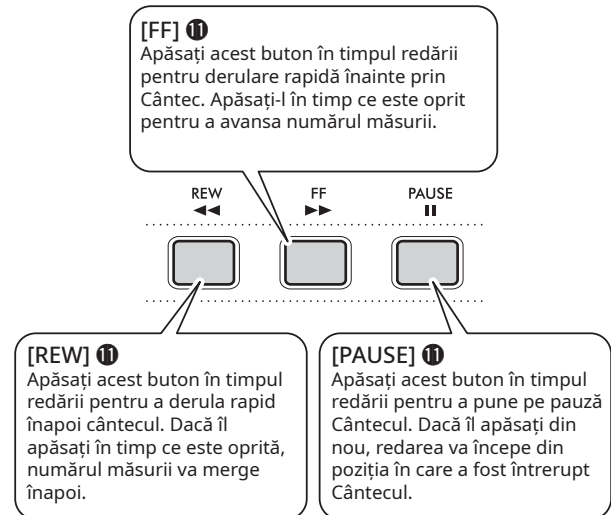 [FF] ⓫
Apăsați acest buton în timpul redării
pentru derulare rapidă înainte prin
Cântec. Apăsați-l în timp ce este oprit
pentru a avansa numărul măsurii.
REW
FF
PAUSE
[REW] ⓫
Apăsați acest buton în timpul
redării pentru a derula rapid
înapoi cântecul. Dacă îl
apăsați în timp ce este oprită,
numărul măsurii va merge
înapoi.
[PAUSE] ⓫
Apăsați acest buton în timpul
redării pentru a pune pe pauză
Cântecul. Dacă îl apăsați din
nou, redarea va începe din
poziția în care a fost întrerupt
Cântecul.